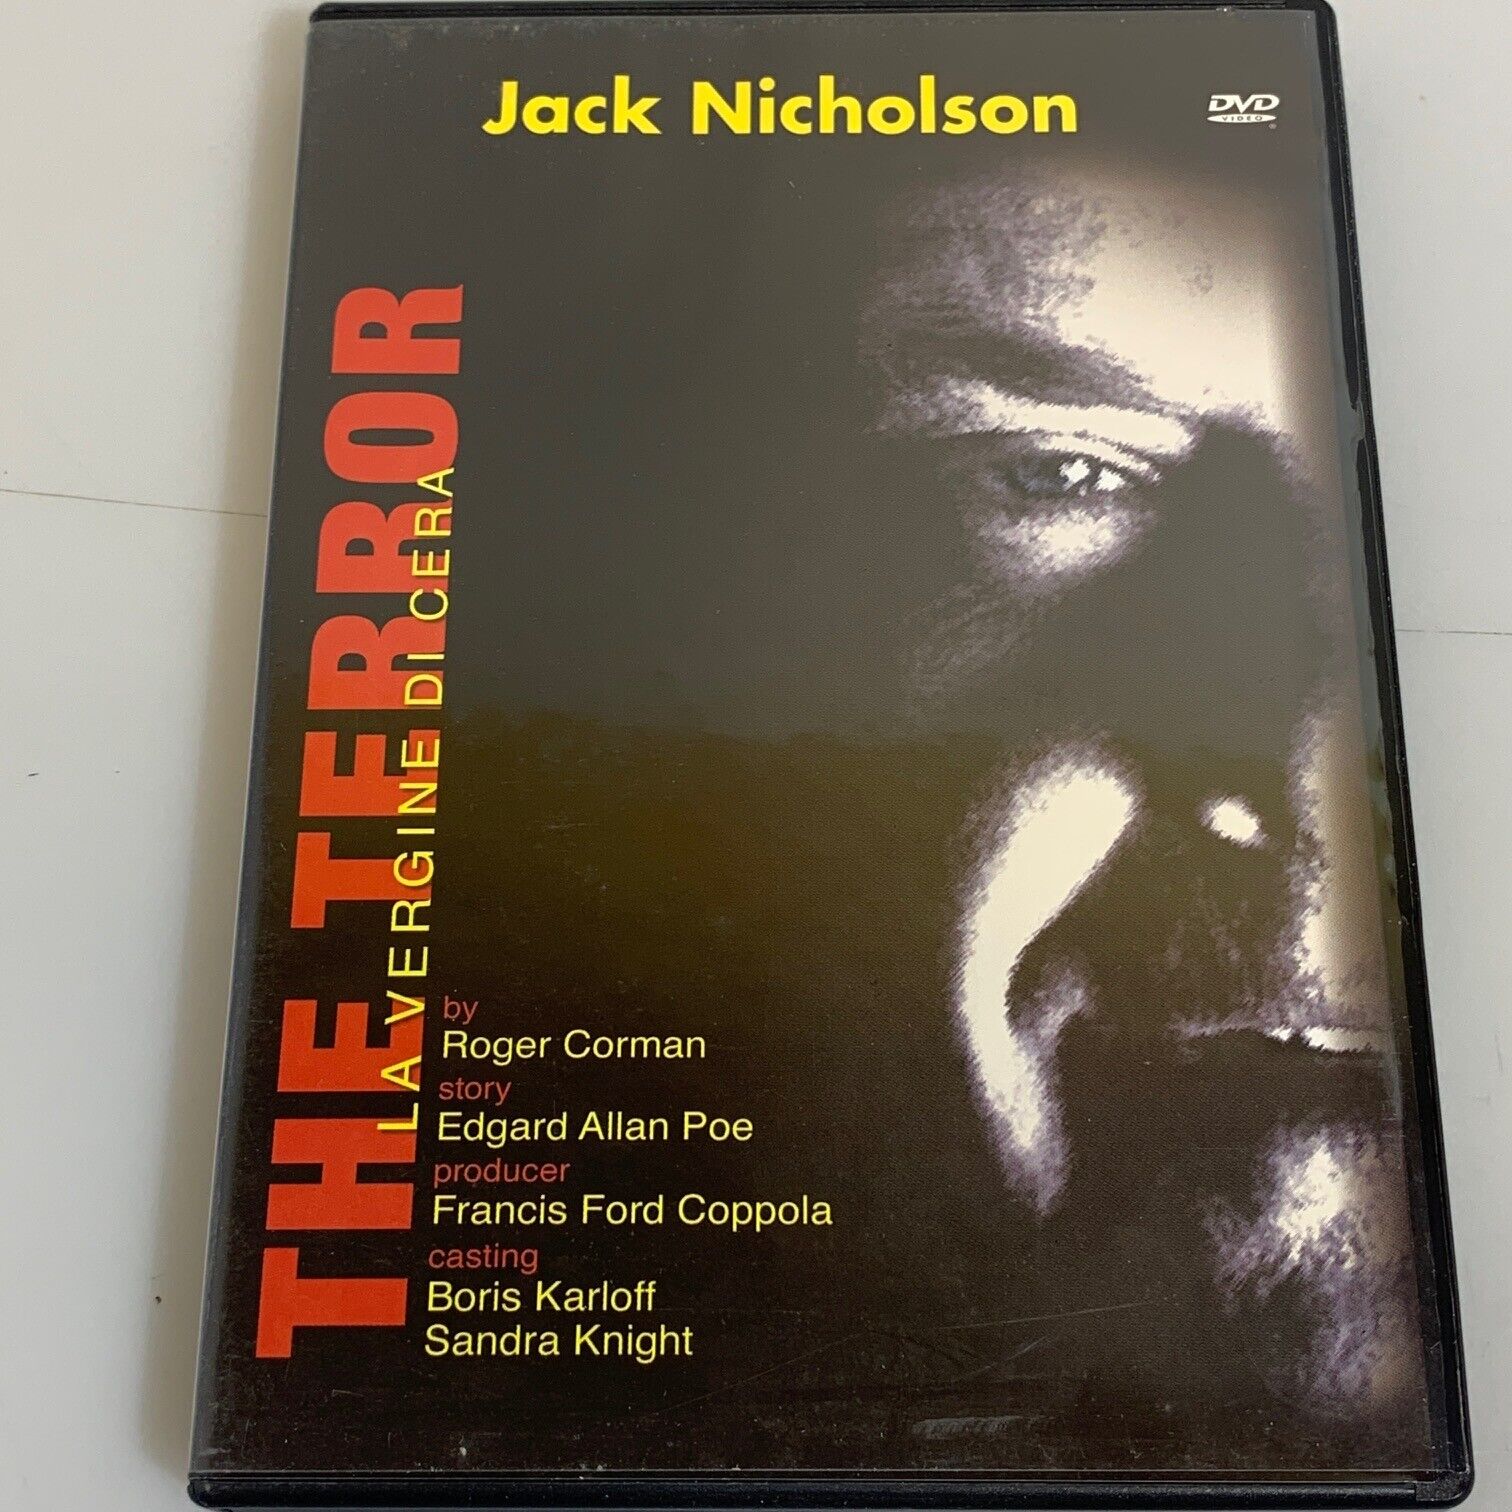 Jack Nicholson
DVD
VIDEO
THE TERROR
LA VERGINE DI CERA
by
Roger Corman
story
Edgard Allan Poe
producer
Francis Ford Coppola
casting
Boris Karloff
Sandra Knight